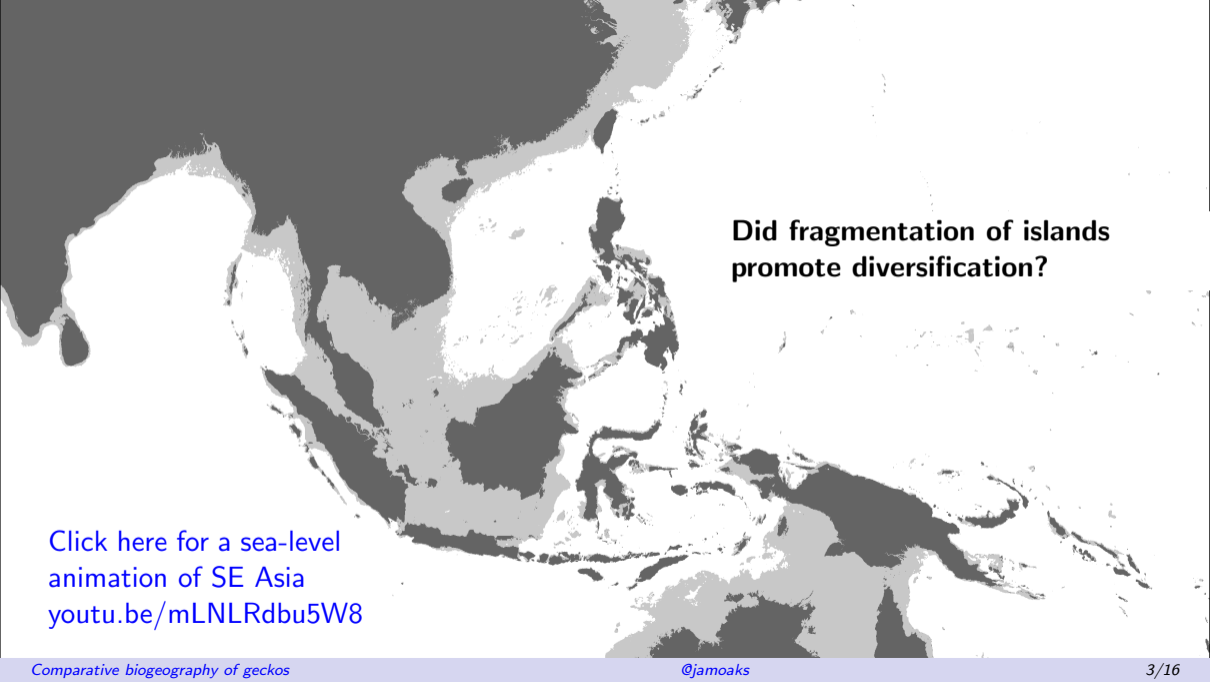 Did fragmentation of islands
promote diversification?
Click here for a sea-level
animation of SE Asia
youtu.be/mLNLRdbu5W8
Comparative biogeography of geckos
@jamoaks
3/16